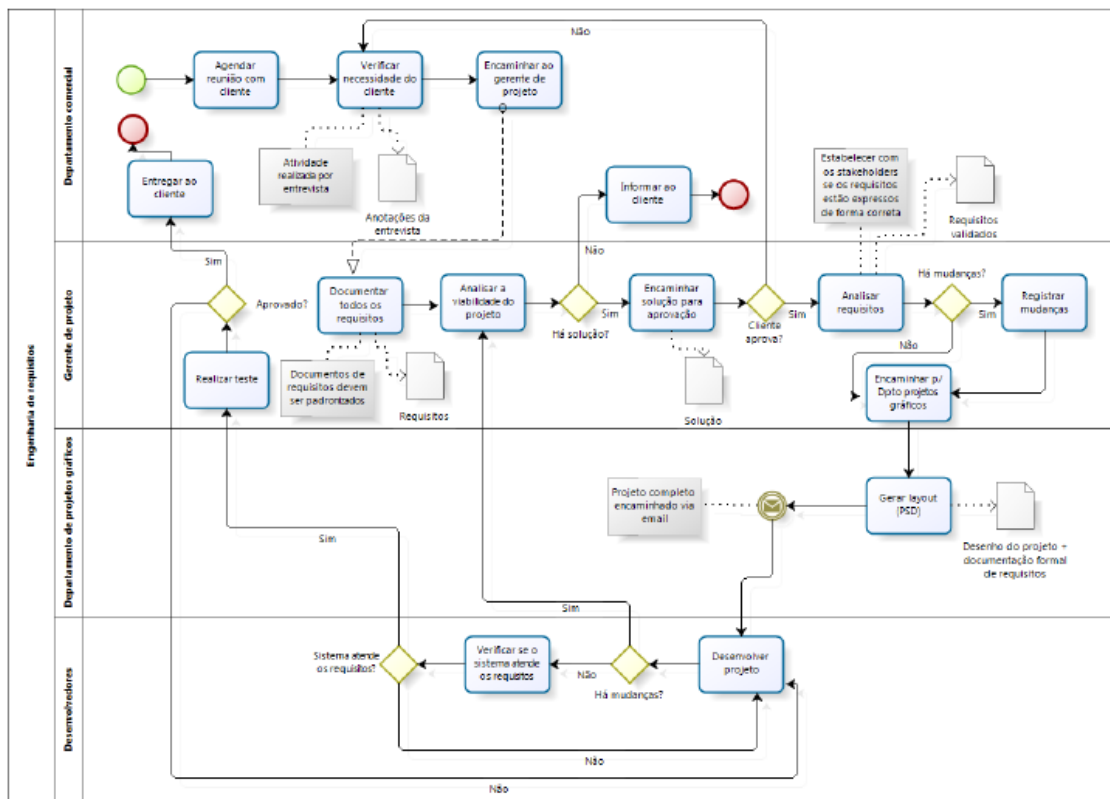 Engenharia de requisitos
Departamento comercial
Agendar
reunião com
cliente
Verificar
necessidade do
cliente
Encaminhar ao
gerente de
projeto
Não
Entregar ao
cliente
Atividade
realizada por
entrevista
Anotações da
entrevista
Informar ao
cliente
Estabelecer com
os stakeholders
se os requisitos
estão expressos
de forma correta
Requisitos
validados
Gerente de projeto
Sim
Aprovado?
Documentar
todos os
requisitos
Analisar a
viabilidade do
projeto
Não
Há solução?
Sim
Encaminhar
solução para
aprovação
Cliente
aprova?
Sim
Analisar
requisitos
Há mudanças?
Sim
Não
Registrar
mudanças
Realizar teste
Documentos de
requisitos devem
ser padronizados
Requisitos
Solução
Encaminhar p/
Dpto projetos
gráficos
Departamento de projetos gráficos
Sim
Projeto completo
encaminhado via
email
Gerar layout
(PSD)
Desenho do projeto +
documentação formal
de requisitos
Sim
Desenvolvedores
Sistema atende
os requisitos?
Verificar se o
sistema atende
os requisitos
Não
Há mudanças?
Desenvolver
projeto
Não
Não